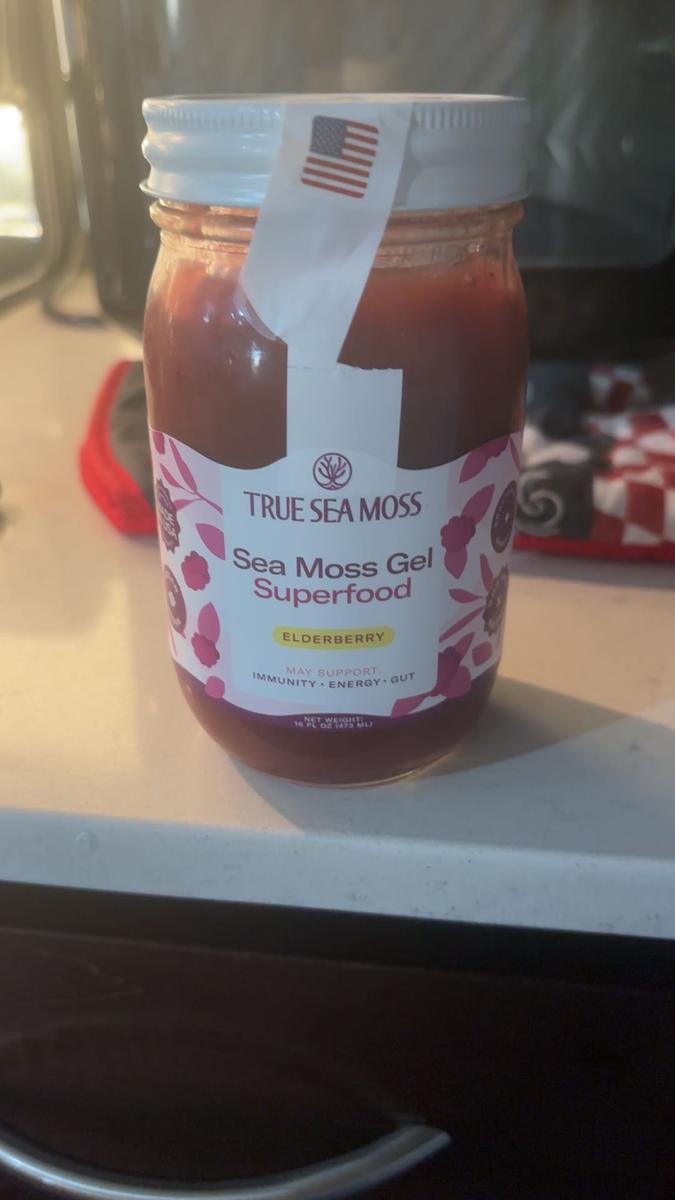 TRUE SEA MOSS
Sea Moss Gel
Superfood
ELDERBERRY
MAY SUPPORT:
IMMUNITY • ENERGY • GUT
NET WEIGHT:
16 FL OZ (473 ML)